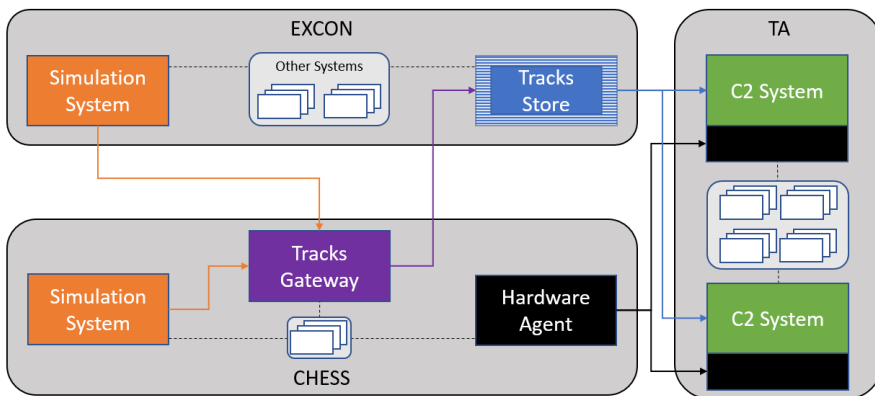 EXCON
Simulation
System
Other Systems
Tracks
Store
TA
C2 System
Tracks
Gateway
Simulation
System
Hardware
Agent
C2 System
CHESS